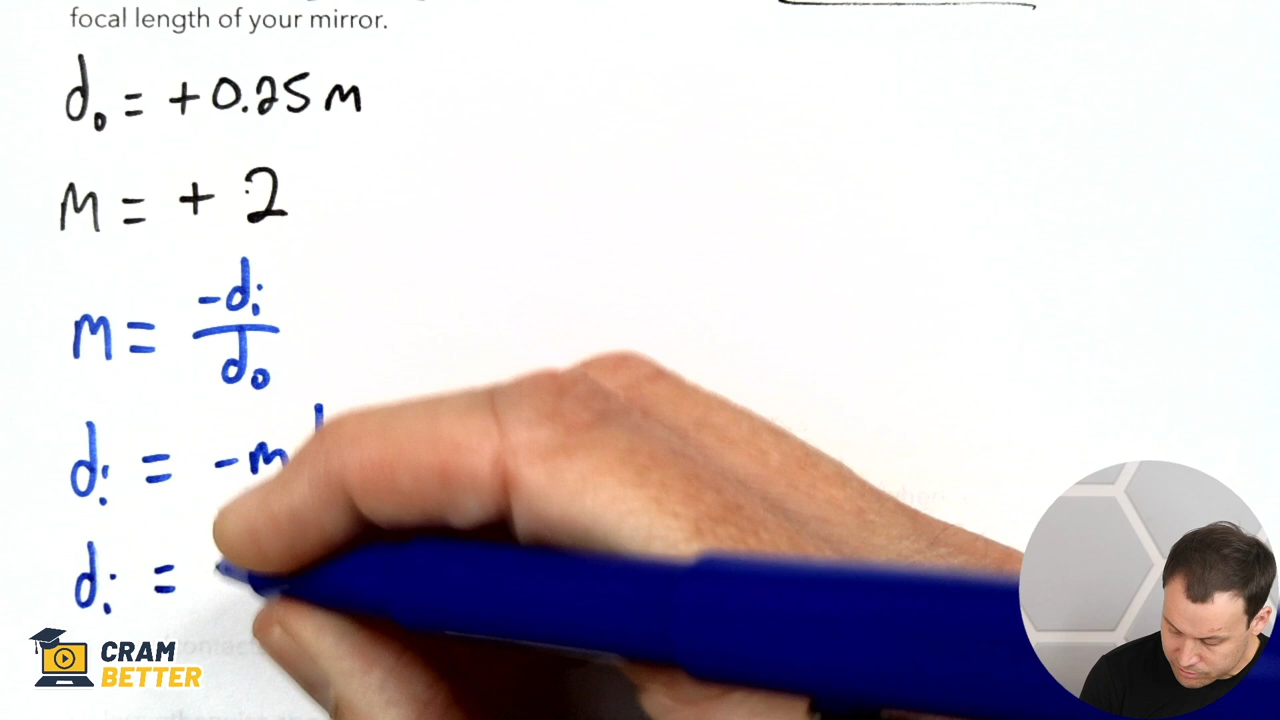 focal length of your mirror.
d₀ = +0.25 m
M = + 2
m = -dᵢ / d₀
dᵢ = -m
dᵢ =
CRAM
BETTER